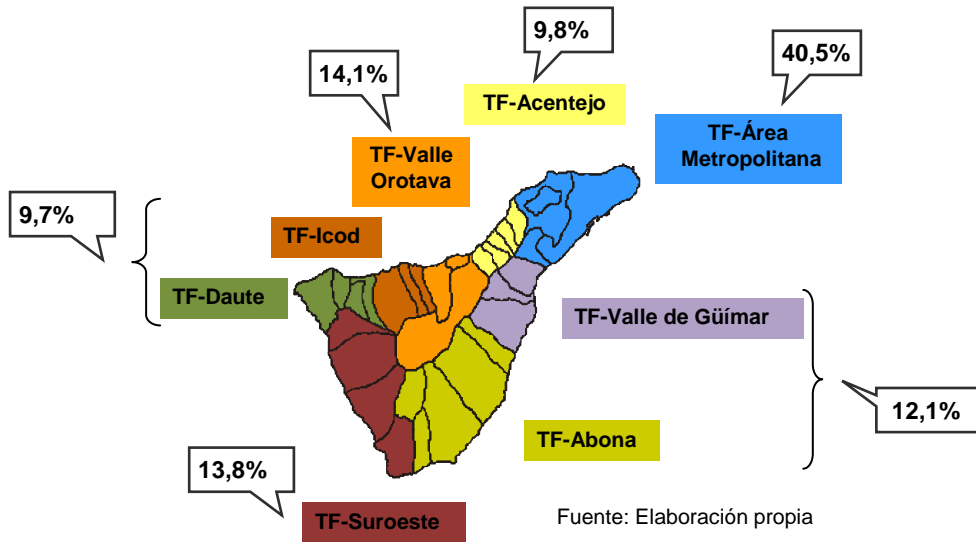 9,8%
40,5%
14,1%
TF-Acentejo
TF-Área
Metropolitana
TF-Valle
Orotava
9,7%
TF-Icod
TF-Daute
TF-Valle de Güímar
12,1%
TF-Abona
13,8%
TF-Suroeste
Fuente: Elaboración propia